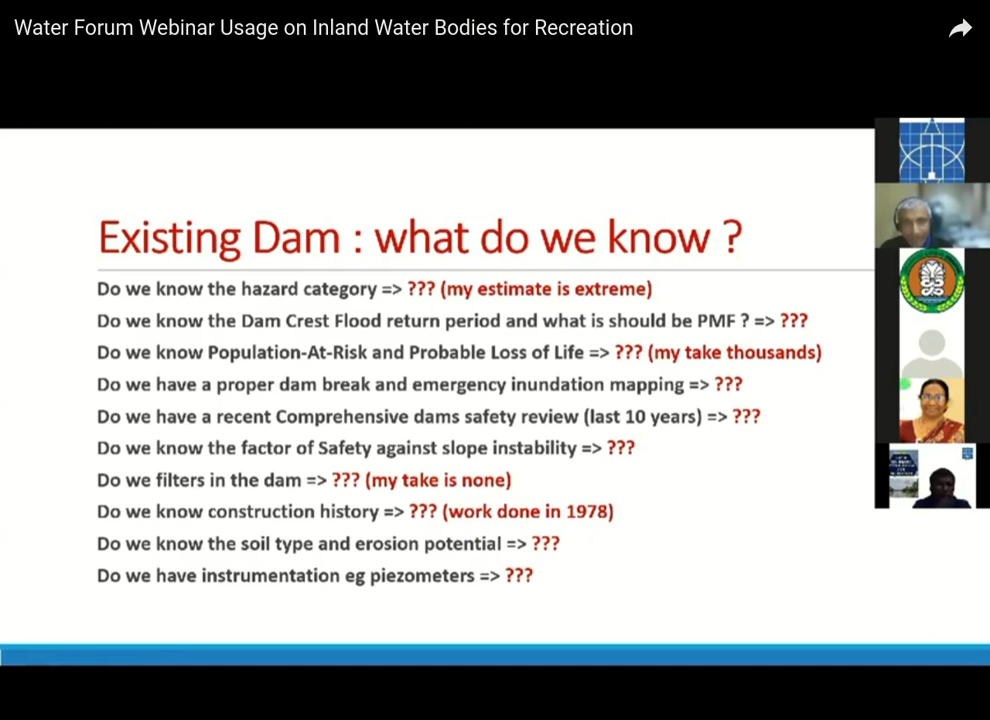 Water Forum Webinar Usage on Inland Water Bodies for Recreation
Existing Dam : what do we know ?
Do we know the hazard category => ??? (my estimate is extreme)
Do we know the Dam Crest Flood return period and what is should be PMF ? => ???
Do we know Population-At-Risk and Probable Loss of Life => ??? (my take thousands)
Do we have a proper dam break and emergency inundation mapping => ???
Do we have a recent Comprehensive dams safety review (last 10 years) => ???
Do we know the factor of Safety against slope instability => ???
Do we filters in the dam => ??? (my take is none)
Do we know construction history => ??? (work done in 1978)
Do we know the soil type and erosion potential => ???
Do we have instrumentation eg piezometers => ???